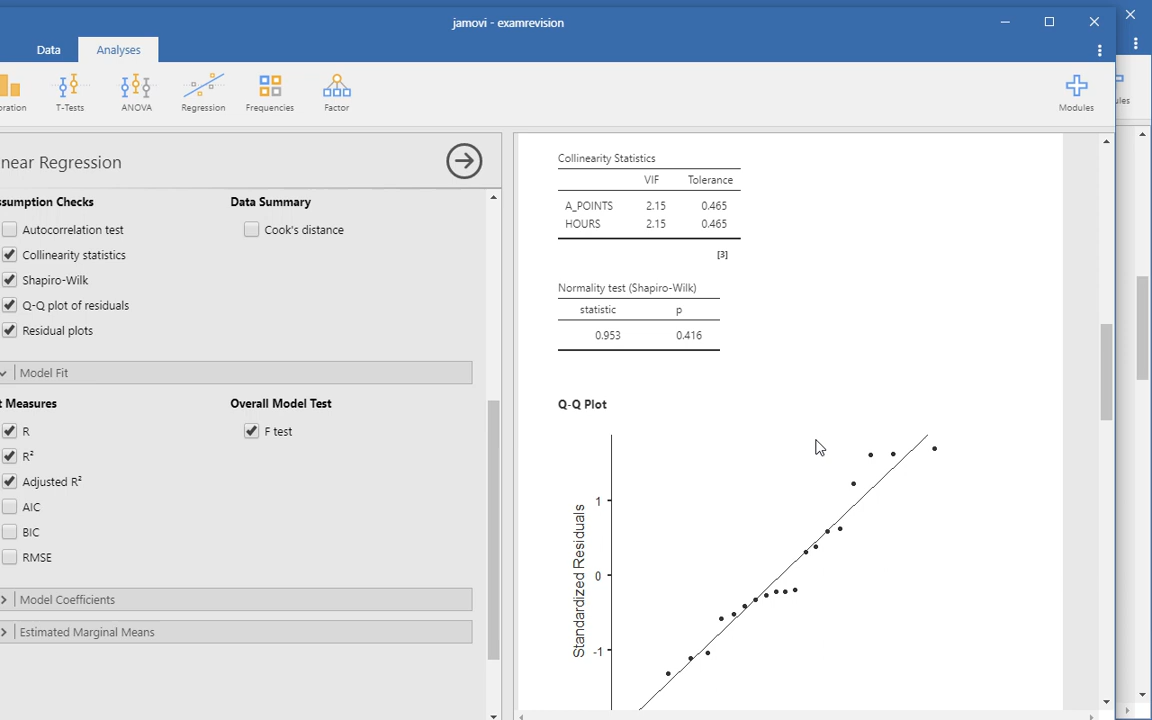 jamovi - examrevision
Data
Analyses
oration
T-Tests
ANOVA
Regression
Frequencies
Factor
Modules
ules
near Regression
ssumption Checks
Data Summary
Autocorrelation test
Cook's distance
Collinearity statistics
Shapiro-Wilk
Q-Q plot of residuals
Residual plots
Model Fit
t Measures
Overall Model Test
R
F test
R²
Adjusted R²
AIC
BIC
RMSE
Model Coefficients
Estimated Marginal Means
Collinearity Statistics
VIF Tolerance
A_POINTS 2.15 0.465
HOURS 2.15 0.465
[3]
Normality test (Shapiro-Wilk)
statistic p
0.953 0.416
Q-Q Plot
Standardized Residuals
1
0
-1